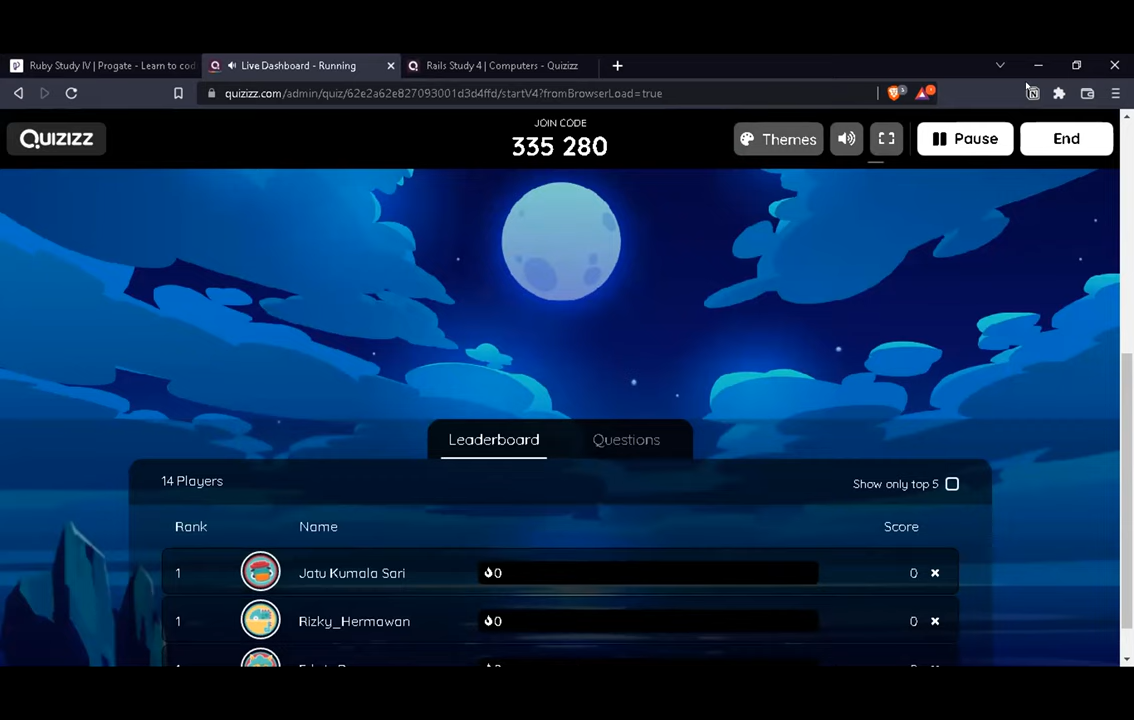 Ruby Study IV | Progate - Learn to cod
Live Dashboard - Running
Rails Study 4 | Computers - Quizizz
quizizz.com/admin/quiz/62e2a62e827093001d3d4ffd/startV4?fromBrowserLoad=true
Quizizz
JOIN CODE
335 280
Themes
Pause
End
Leaderboard
Questions
14 Players
Show only top 5
Rank Name Score
1 Jatu Kumala Sari 0 0
1 Rizky_Hermawan 0 0